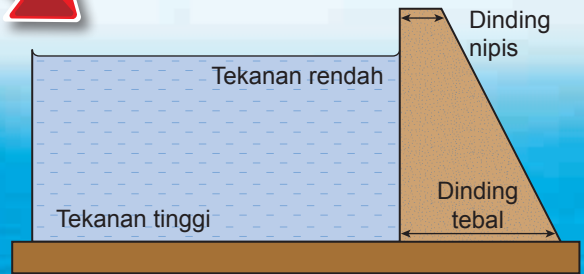 Dinding
nipis
Tekanan rendah
Dinding
tebal
Tekanan tinggi